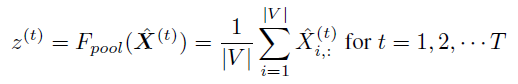 z^{(t)} = F_{pool}(\hat{X}^{(t)}) = \frac{1}{|V|} \sum_{i=1}^{|V|} \hat{X}_{i,:}^{(t)} for t = 1, 2, \cdots T